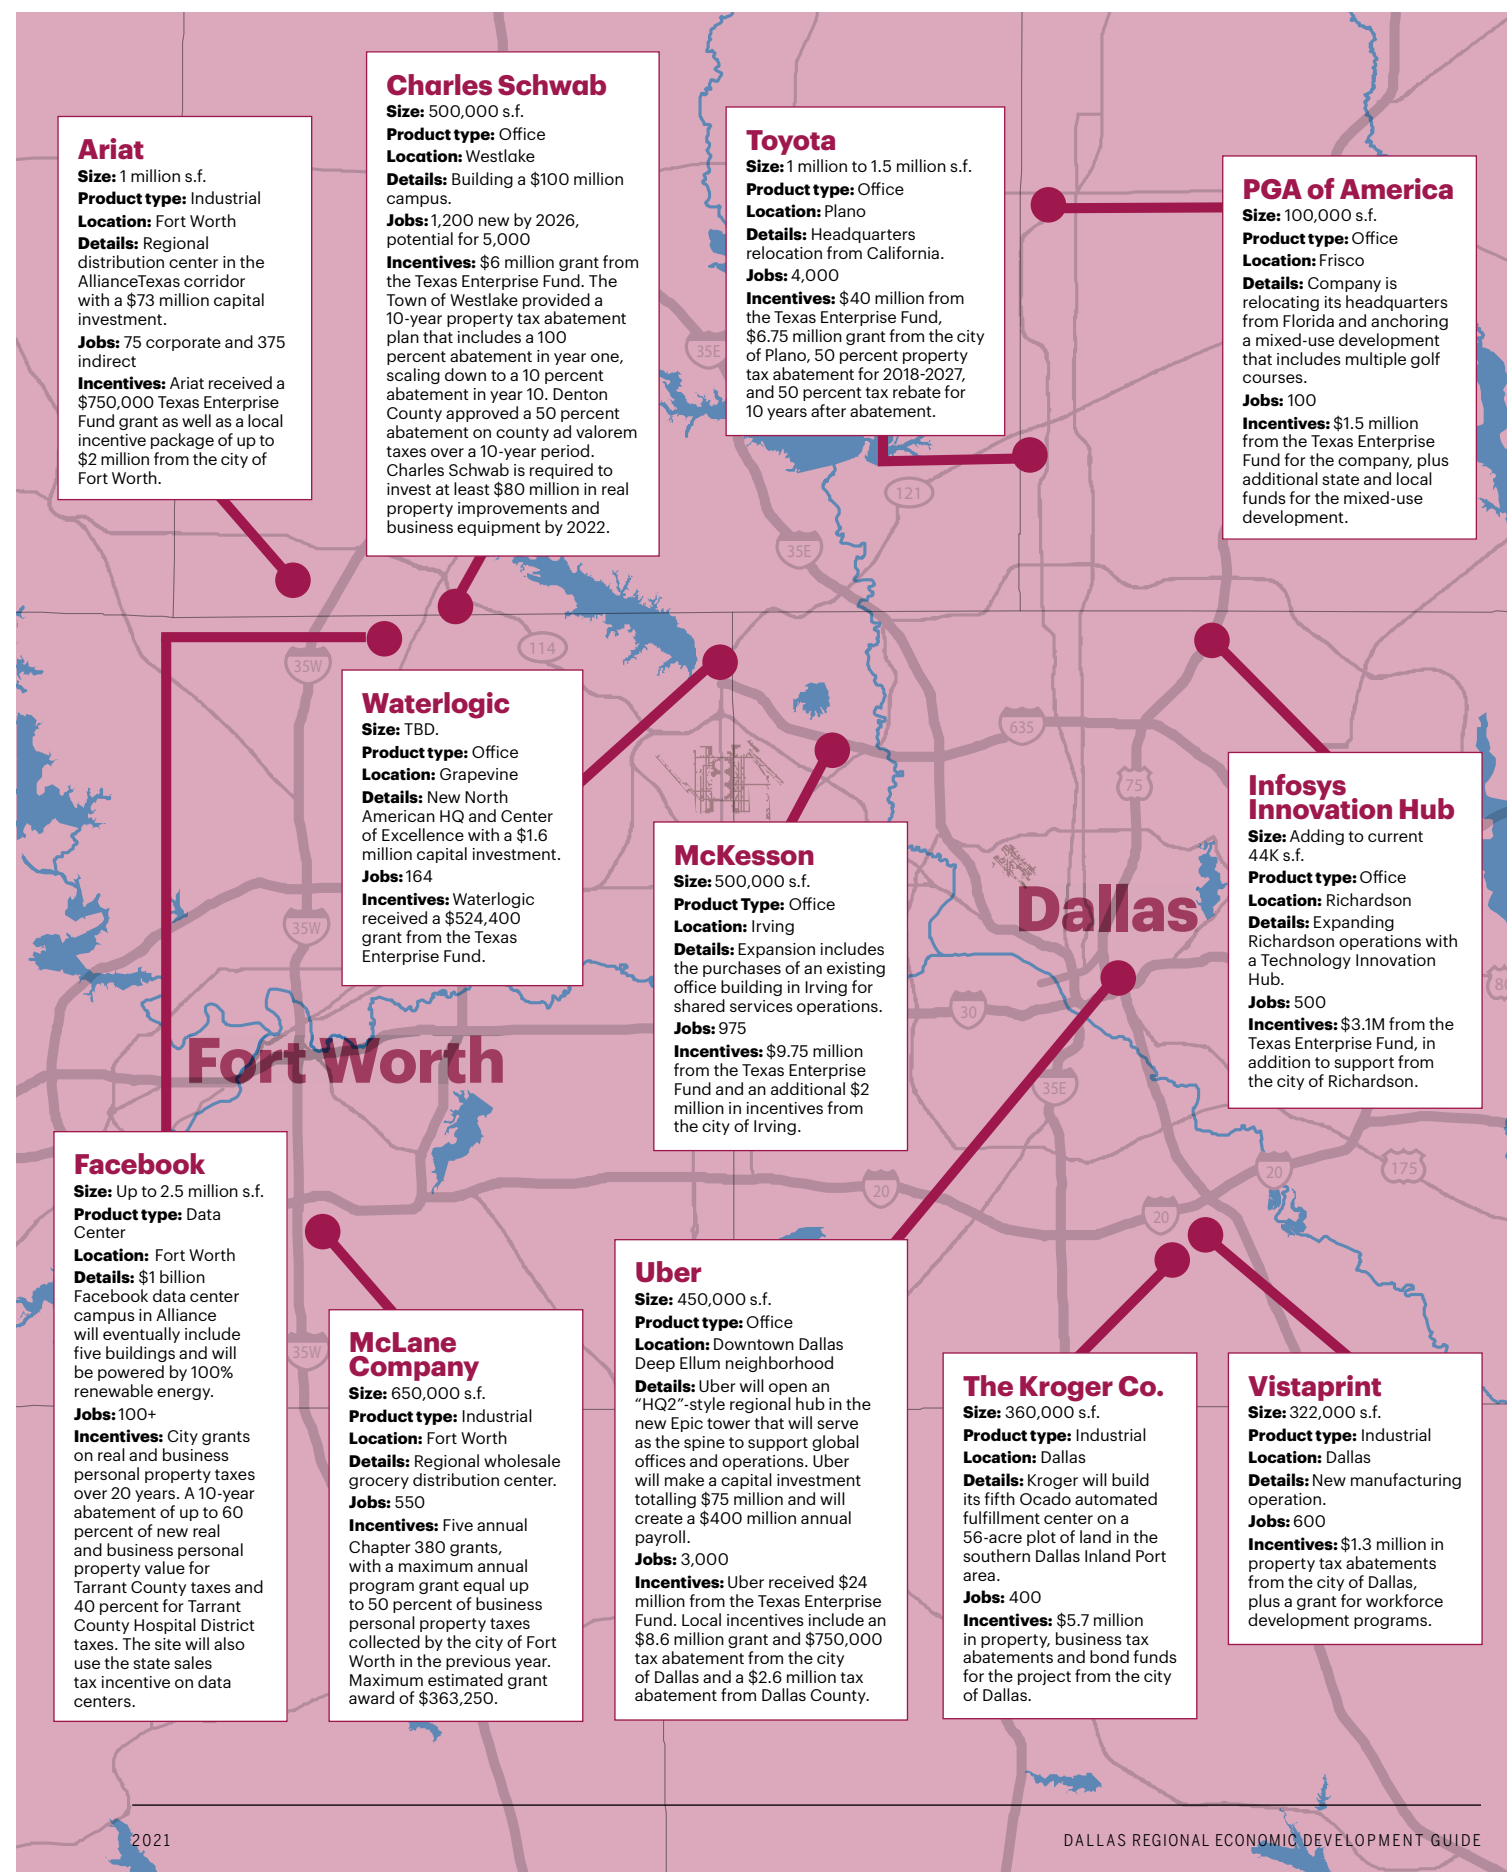 Charles Schwab
Size: 500,000 s.f.
Product type: Office
Location: Westlake
Details: Building a $100 million
campus.
Jobs: 1,200 new by 2026,
potential for 5,000
Incentives: $6 million grant from
the Texas Enterprise Fund. The
Town of Westlake provided a
10-year property tax abatement
plan that includes a 100
percent abatement in year one,
scaling down to a 10 percent
abatement in year 10. Denton
County approved a 50 percent
abatement on county ad valorem
taxes over a 10-year period.
Charles Schwab is required to
invest at least $80 million in real
property improvements and
business equipment by 2022.
Ariat
Size: 1 million s.f.
Product type: Industrial
Location: Fort Worth
Details: Regional
distribution center in the
AllianceTexas corridor
with a $73 million capital
investment.
Jobs: 75 corporate and 375
indirect
Incentives: Ariat received a
$750,000 Texas Enterprise
Fund grant as well as a local
incentive package of up to
$2 million from the city of
Fort Worth.
Toyota
Size: 1 million to 1.5 million s.f.
Product type: Office
Location: Plano
Details: Headquarters
relocation from California.
Jobs: 4,000
Incentives: $40 million from
the Texas Enterprise Fund,
$6.75 million grant from the city
of Plano, 50 percent property
tax abatement for 2018-2027,
and 50 percent tax rebate for
10 years after abatement.
PGA of America
Size: 100,000 s.f.
Product type: Office
Location: Frisco
Details: Company is
relocating its headquarters
from Florida and anchoring
a mixed-use development
that includes multiple golf
courses.
Jobs: 100
Incentives: $1.5 million
from the Texas Enterprise
Fund for the company, plus
additional state and local
funds for the mixed-use
development.
35E
121
35E
114
35W
635
75
35W
30
35E
80
20
20
20
175
35W
Waterlogic
Size: TBD.
Product type: Office
Location: Grapevine
Details: New North
American HQ and Center
of Excellence with a $1.6
million capital investment.
Jobs: 164
Incentives: Waterlogic
received a $524,400
grant from the Texas
Enterprise Fund.
McKesson
Size: 500,000 s.f.
Product Type: Office
Location: Irving
Details: Expansion includes
the purchases of an existing
office building in Irving for
shared services operations.
Jobs: 975
Incentives: $9.75 million
from the Texas Enterprise
Fund and an additional $2
million in incentives from
the city of Irving.
Dallas
Infosys
Innovation Hub
Size: Adding to current
44K s.f.
Product type: Office
Location: Richardson
Details: Expanding
Richardson operations with
a Technology Innovation
Hub.
Jobs: 500
Incentives: $3.1M from the
Texas Enterprise Fund, in
addition to support from
the city of Richardson.
Fort Worth
Facebook
Size: Up to 2.5 million s.f.
Product type: Data
Center
Location: Fort Worth
Details: $1 billion
Facebook data center
campus in Alliance
will eventually include
five buildings and will
be powered by 100%
renewable energy.
Jobs: 100+
Incentives: City grants
on real and business
personal property taxes
over 20 years. A 10-year
abatement of up to 60
percent of new real
and business personal
property value for
Tarrant County taxes and
40 percent for Tarrant
County Hospital District
taxes. The site will also
use the state sales
tax incentive on data
centers.
McLane
Company
Size: 650,000 s.f.
Product type: Industrial
Location: Fort Worth
Details: Regional wholesale
grocery distribution center.
Jobs: 550
Incentives: Five annual
Chapter 380 grants,
with a maximum annual
program grant equal up
to 50 percent of business
personal property taxes
collected by the city of Fort
Worth in the previous year.
Maximum estimated grant
award of $363,250.
Uber
Size: 450,000 s.f.
Product type: Office
Location: Downtown Dallas
Deep Ellum neighborhood
Details: Uber will open an
“HQ2”-style regional hub in the
new Epic tower that will serve
as the spine to support global
offices and operations. Uber
will make a capital investment
totalling $75 million and will
create a $400 million annual
payroll.
Jobs: 3,000
Incentives: Uber received $24
million from the Texas Enterprise
Fund. Local incentives include an
$8.6 million grant and $750,000
tax abatement from the city
of Dallas and a $2.6 million tax
abatement from Dallas County.
The Kroger Co.
Size: 360,000 s.f.
Product type: Industrial
Location: Dallas
Details: Kroger will build
its fifth Ocado automated
fulfillment center on a
56-acre plot of land in the
southern Dallas Inland Port
area.
Jobs: 400
Incentives: $5.7 million
in property, business tax
abatements and bond funds
for the project from the city
of Dallas.
Vistaprint
Size: 322,000 s.f.
Product type: Industrial
Location: Dallas
Details: New manufacturing
operation.
Jobs: 600
Incentives: $1.3 million in
property tax abatements
from the city of Dallas,
plus a grant for workforce
development programs.
2021
DALLAS REGIONAL ECONOMIC DEVELOPMENT GUIDE